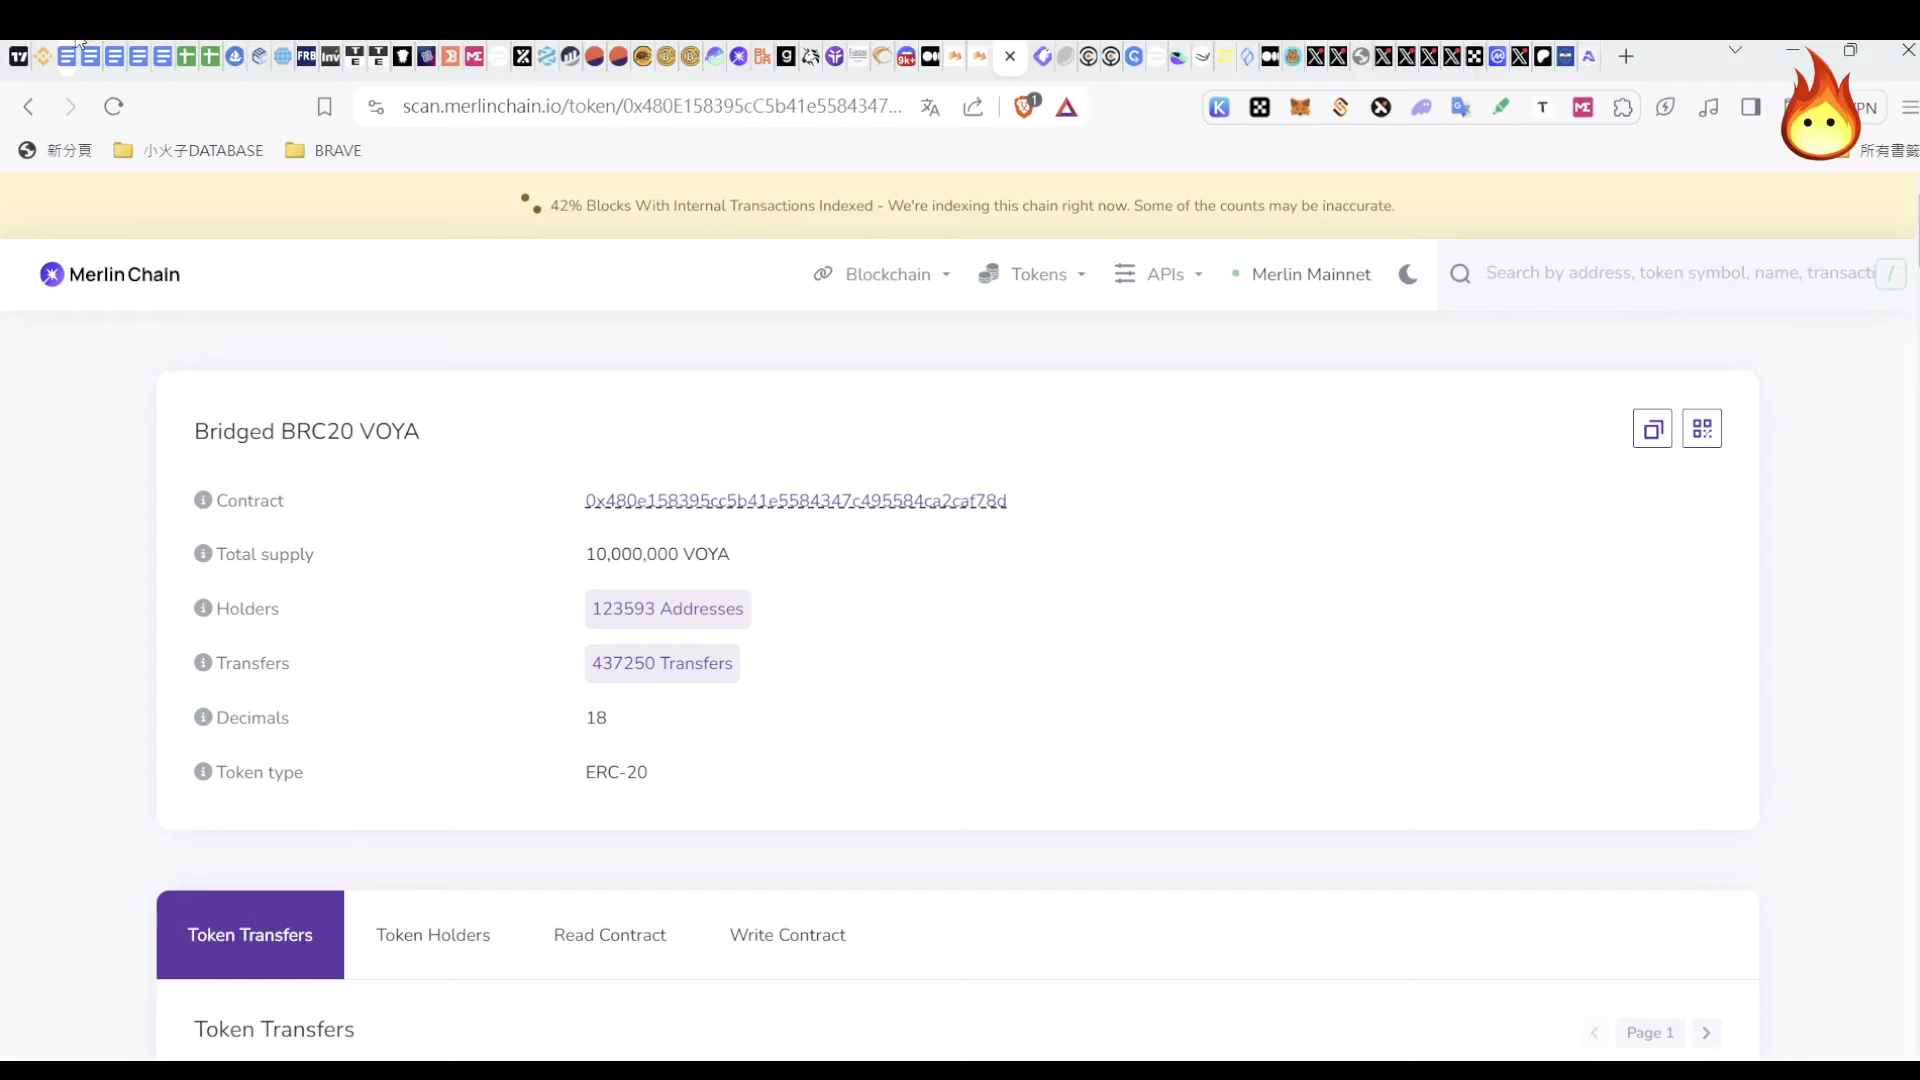 scan.merlinchain.io/token/0x480E158395cC5b41e5584347...
新分頁
小火子DATABASE
BRAVE
所有書籤
42% Blocks With Internal Transactions Indexed - We're indexing this chain right now. Some of the counts may be inaccurate.
Merlin Chain
Blockchain
Tokens
APIs
Merlin Mainnet
Search by address, token symbol, name, transacti
/
Bridged BRC20 VOYA
Contract
0x480e158395cc5b41e5584347c495584ca2caf78d
Total supply
10,000,000 VOYA
Holders
123593 Addresses
Transfers
437250 Transfers
Decimals
18
Token type
ERC-20
Token Transfers
Token Holders
Read Contract
Write Contract
Token Transfers
Page 1